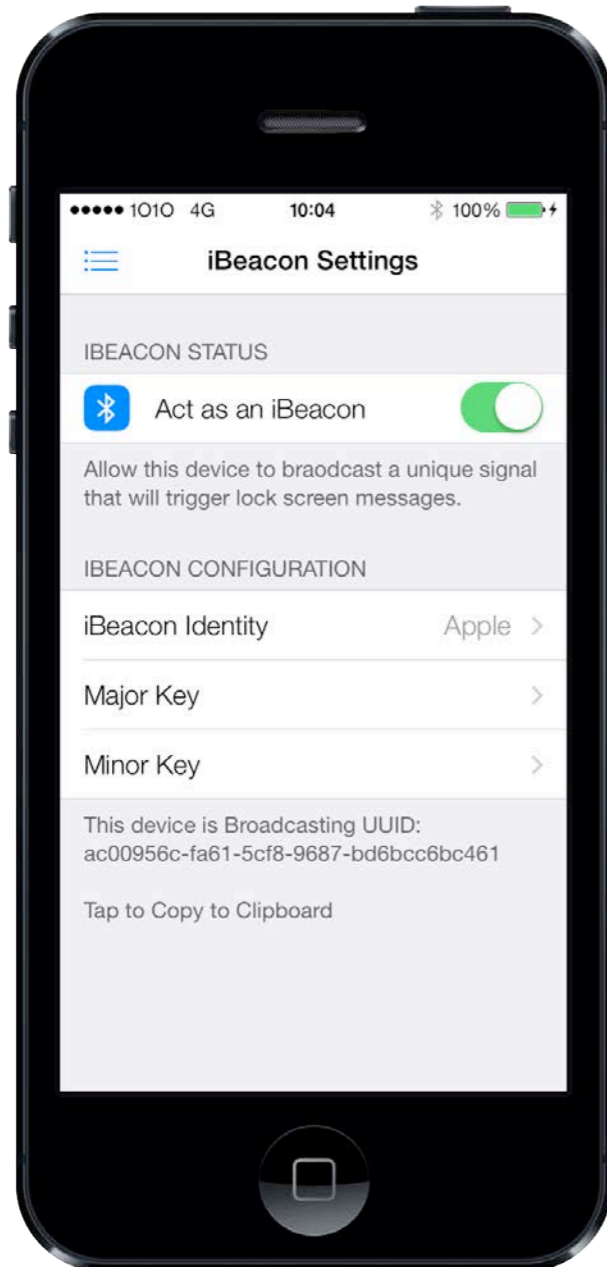 1O1O 4G 10:04 100%
iBeacon Settings
IBEACON STATUS
Act as an iBeacon
Allow this device to braodcast a unique signal
that will trigger lock screen messages.
IBEACON CONFIGURATION
iBeacon Identity Apple
Major Key
Minor Key
This device is Broadcasting UUID:
ac00956c-fa61-5cf8-9687-bd6bcc6bc461
Tap to Copy to Clipboard